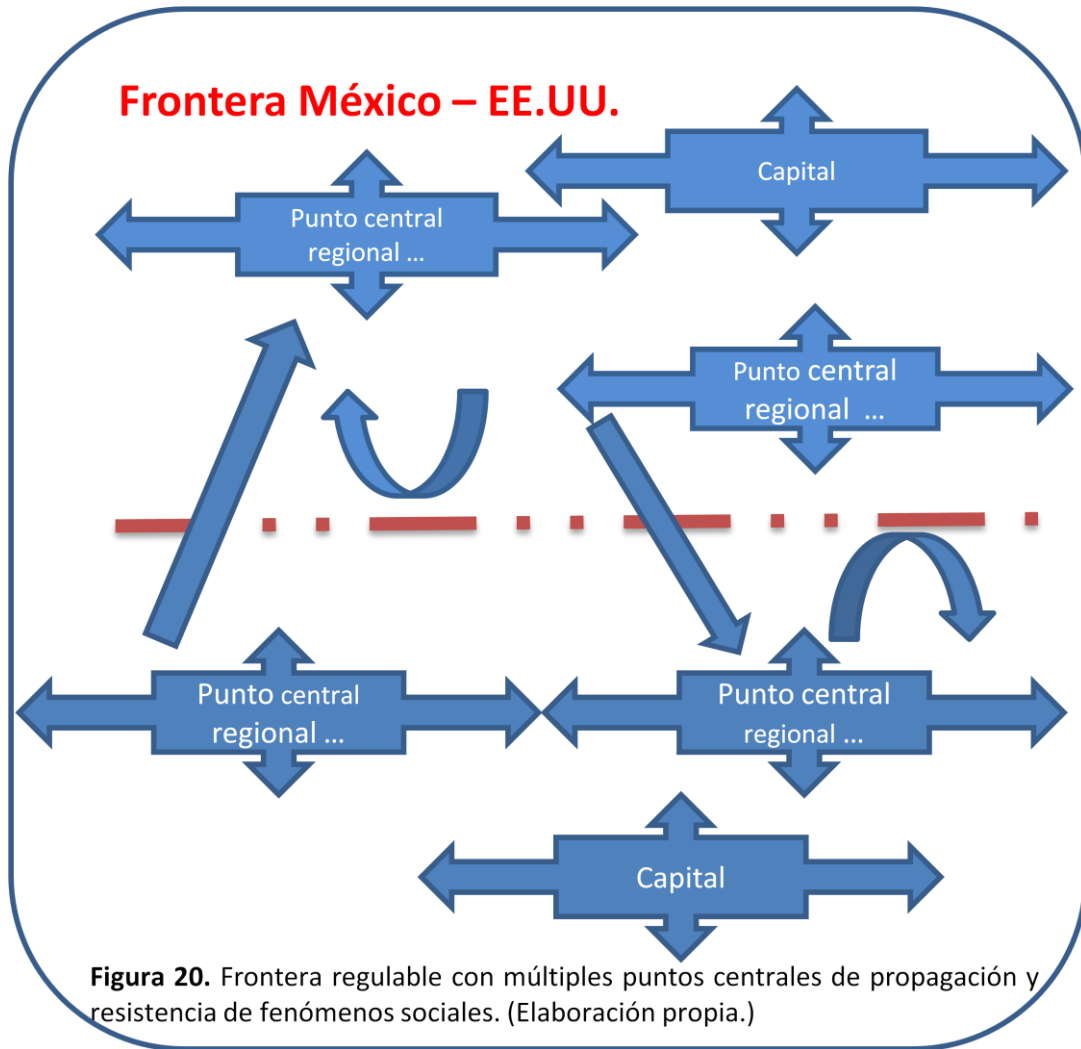 Frontera México – EE.UU.
Capital
Punto central
regional ...
Punto central
regional ...
Punto central
regional ...
Punto central
regional ...
Capital
Figura 20. Frontera regulable con múltiples puntos centrales de propagación y
resistencia de fenómenos sociales. (Elaboración propia.)